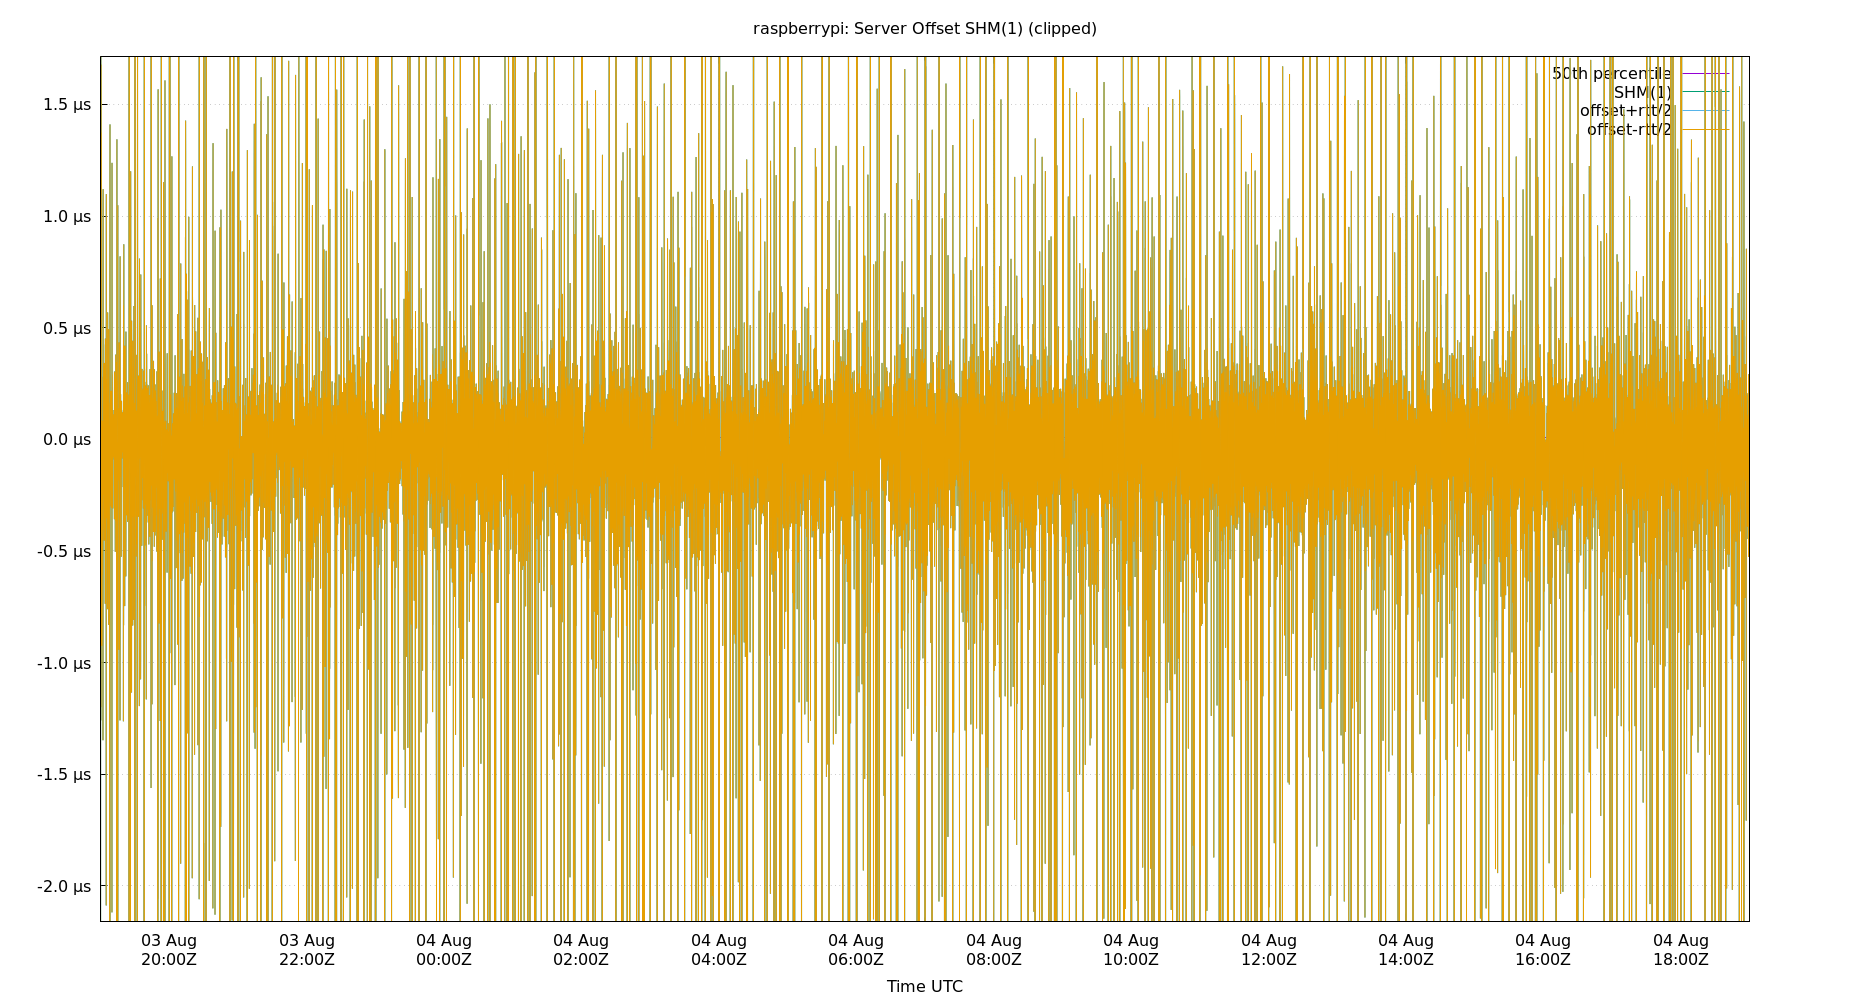 raspberrypi: Server Offset SHM(1) (clipped)
50th percentile
SHM(1)
offset+rtt/2
offset-rtt/2
1.5 µs
1.0 µs
0.5 µs
0.0 µs
-0.5 µs
-1.0 µs
-1.5 µs
-2.0 µs
03 Aug 03 Aug 04 Aug 04 Aug 04 Aug 04 Aug 04 Aug 04 Aug 04 Aug 04 Aug 04 Aug 04 Aug
20:00Z 22:00Z 00:00Z 02:00Z 04:00Z 06:00Z 08:00Z 10:00Z 12:00Z 14:00Z 16:00Z 18:00Z
Time UTC